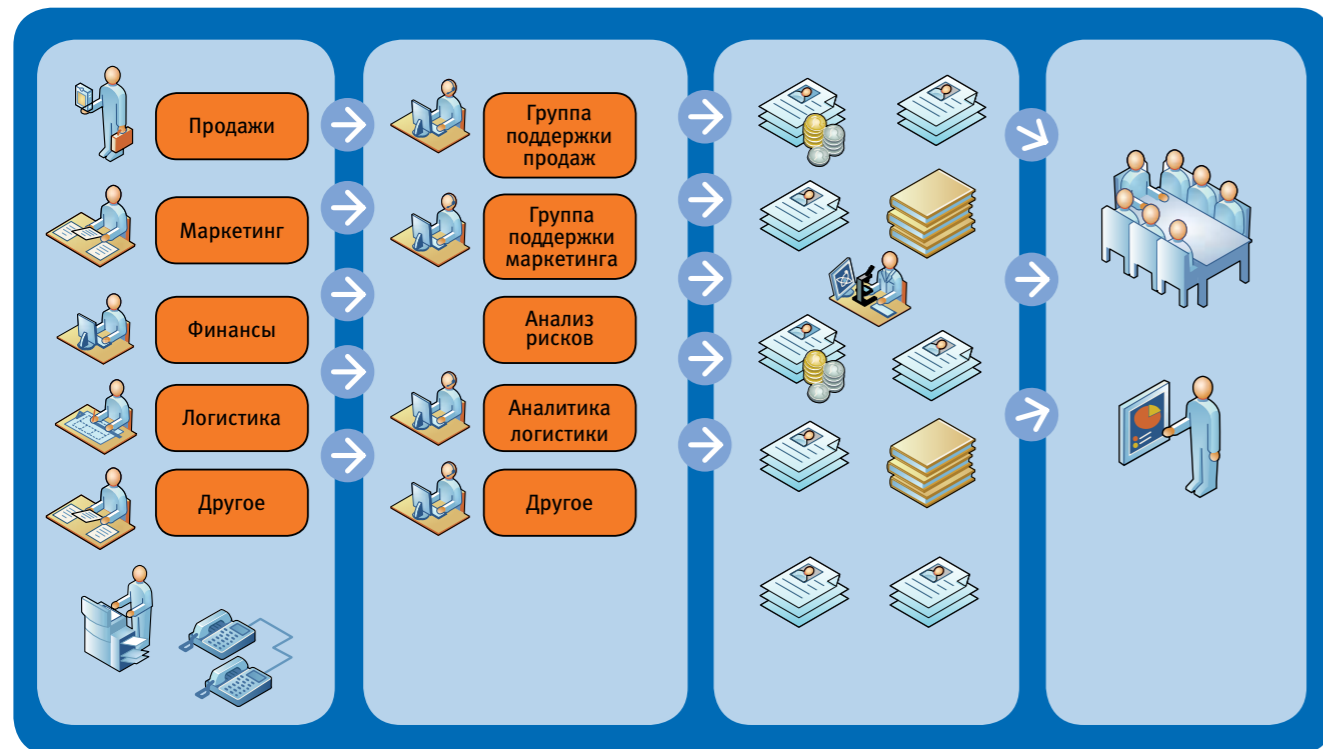 Продажи
Маркетинг
Финансы
Логистика
Другое
Группа
поддержки
продаж
Группа
поддержки
маркетинга
Анализ
рисков
Аналитика
логистики
Другое